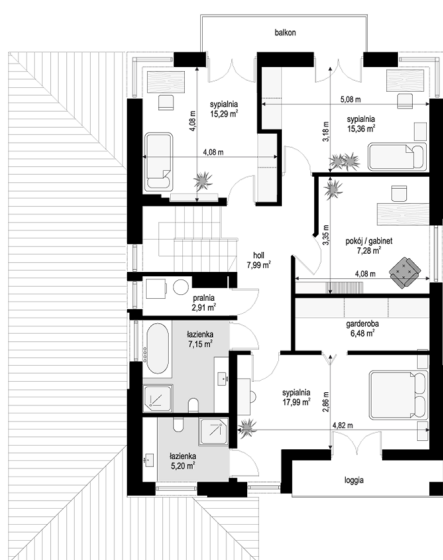 balkon
sypialnia
15,29 m²
4,08 m
4,08 m
5,08 m
sypialnia
15,36 m²
3,18 m
3,35 m
pokój / gabinet
7,28 m²
4,08 m
holl
7,99 m²
pralnia
2,91 m²
łazienka
7,15 m²
garderoba
6,48 m²
sypialnia
17,99 m²
2,86 m
4,82 m
łazienka
5,20 m²
loggia